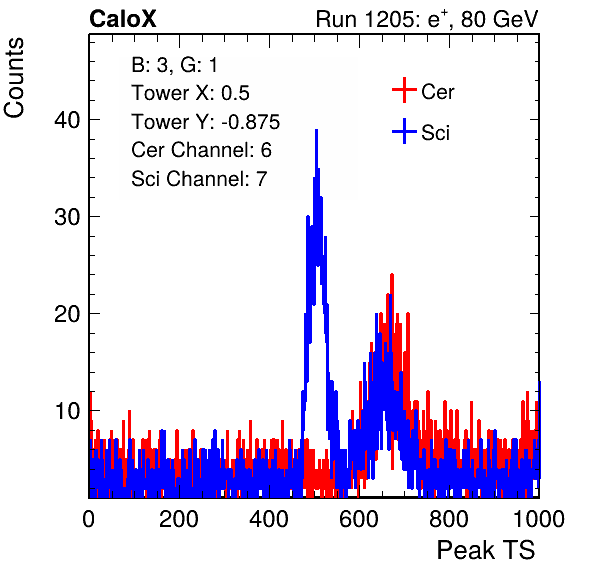 CaloX Run 1205: e⁺, 80 GeV
Counts
B: 3, G: 1
Tower X: 0.5
Tower Y: -0.875
Cer Channel: 6
Sci Channel: 7
Cer
Sci
40
30
20
10
0 200 400 600 800 1000
Peak TS